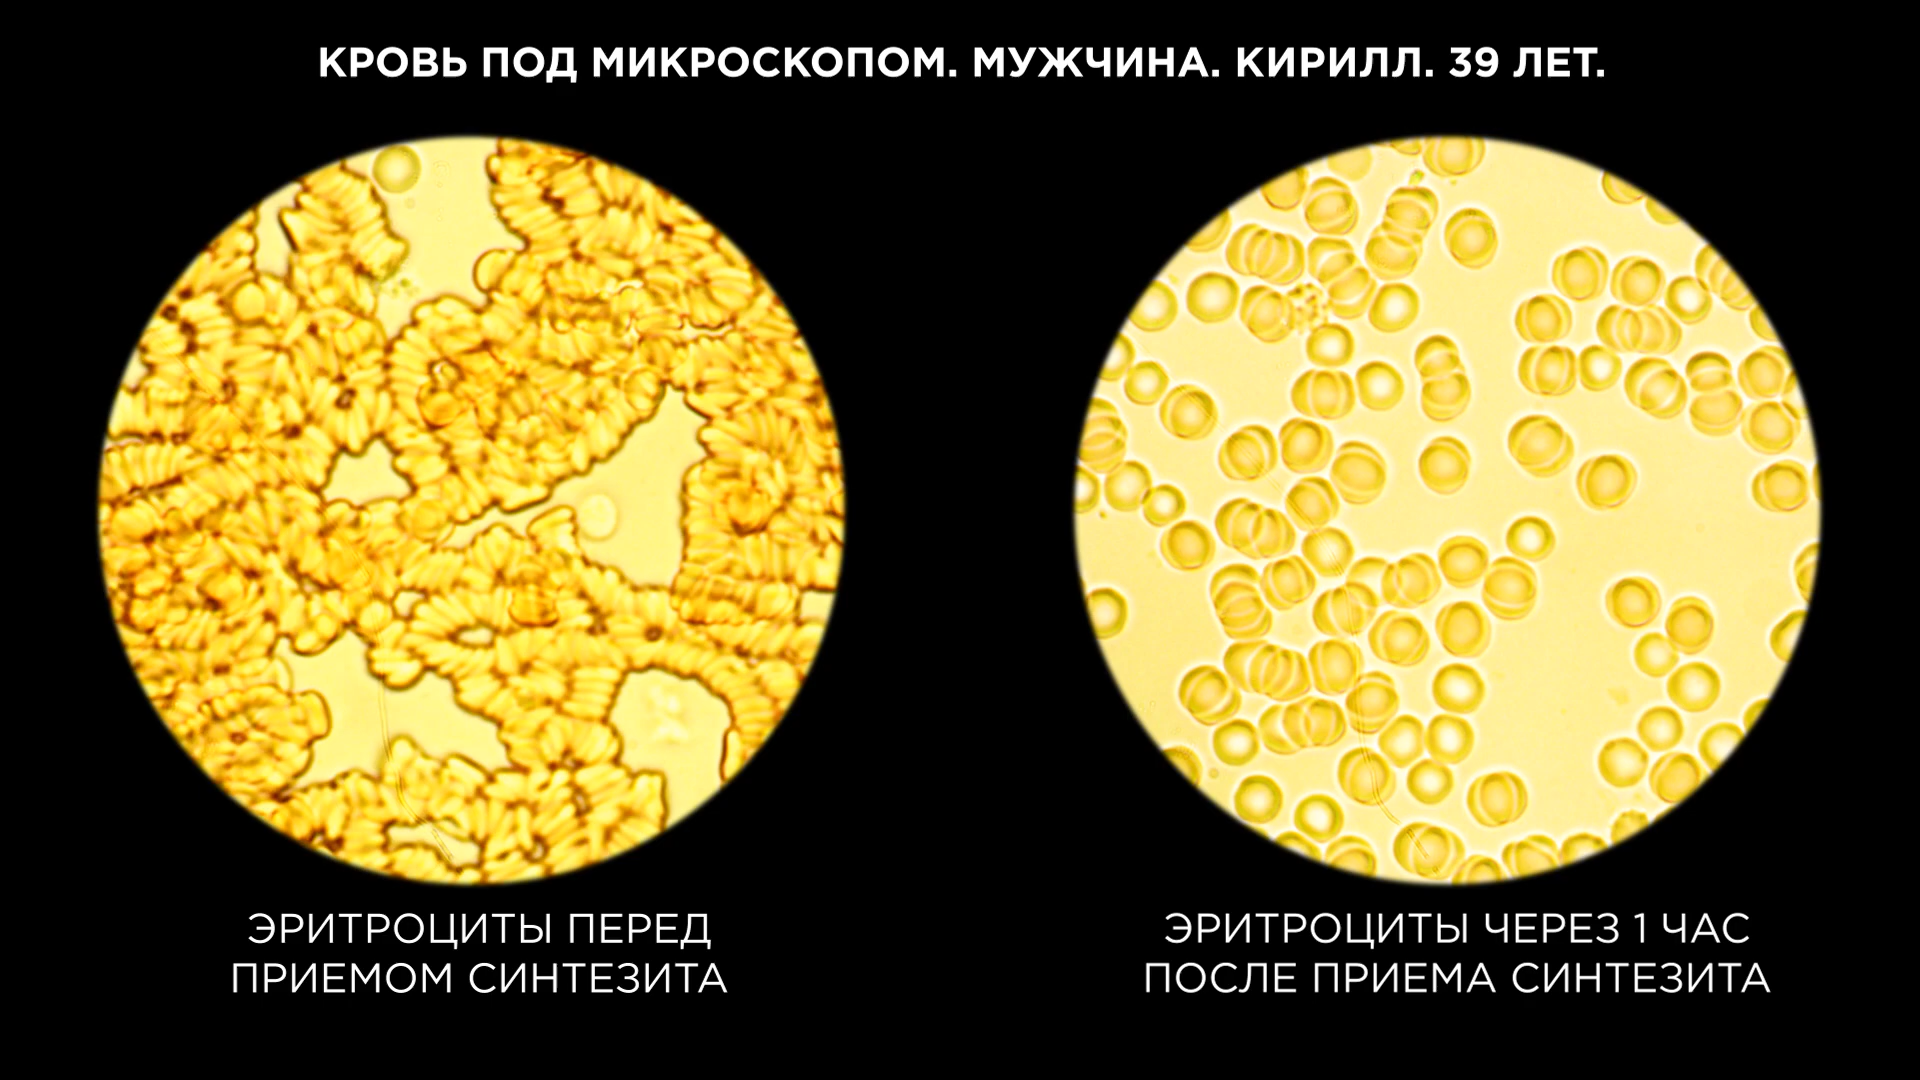 КРОВЬ ПОД МИКРОСКОПОМ. МУЖЧИНА. КИРИЛЛ. 39 ЛЕТ.
ЭРИТРОЦИТЫ ПЕРЕД
ПРИЕМОМ СИНТЕЗИТА
ЭРИТРОЦИТЫ ЧЕРЕЗ 1 ЧАС
ПОСЛЕ ПРИЕМА СИНТЕЗИТА